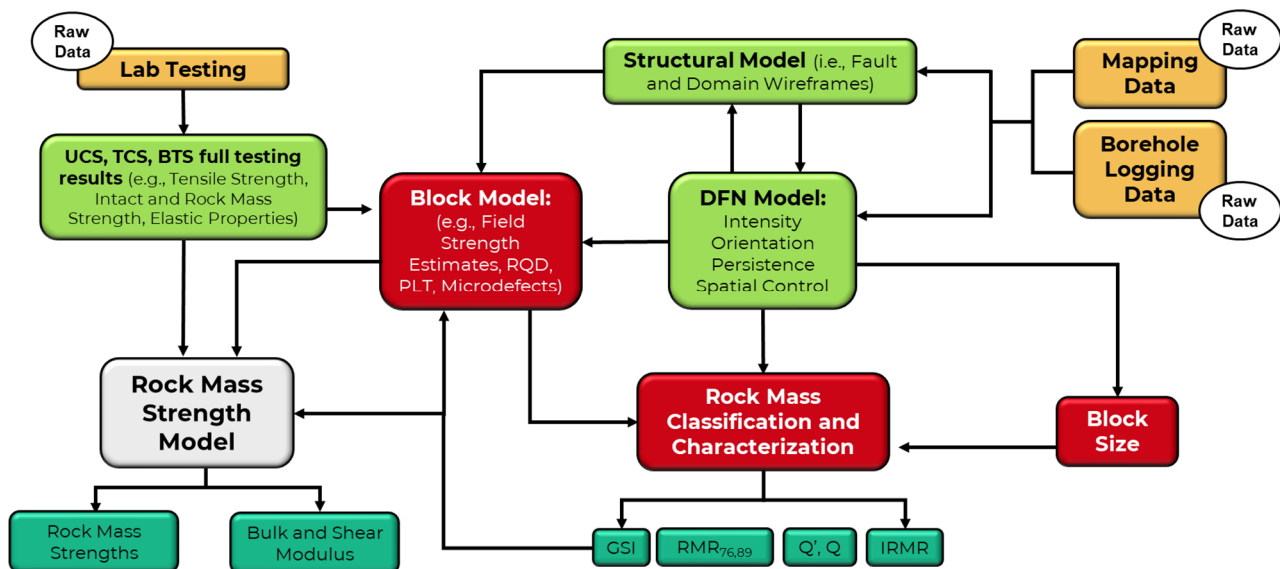 Raw
Data
Lab Testing
UCS, TCS, BTS full testing
results (e.g., Tensile Strength,
Intact and Rock Mass
Strength, Elastic Properties)
Structural Model (i.e., Fault
and Domain Wireframes)
Raw
Data
Mapping
Data
Borehole
Logging
Data
Raw
Data
Block Model:
(e.g., Field
Strength
Estimates, RQD,
PLT, Microdefects)
DFN Model:
Intensity
Orientation
Persistence
Spatial Control
Rock Mass
Strength
Model
Rock Mass
Classification and
Characterization
Block
Size
Rock Mass
Strengths
Bulk and Shear
Modulus
GSI
RMR76,89
Q’, Q
IRMR